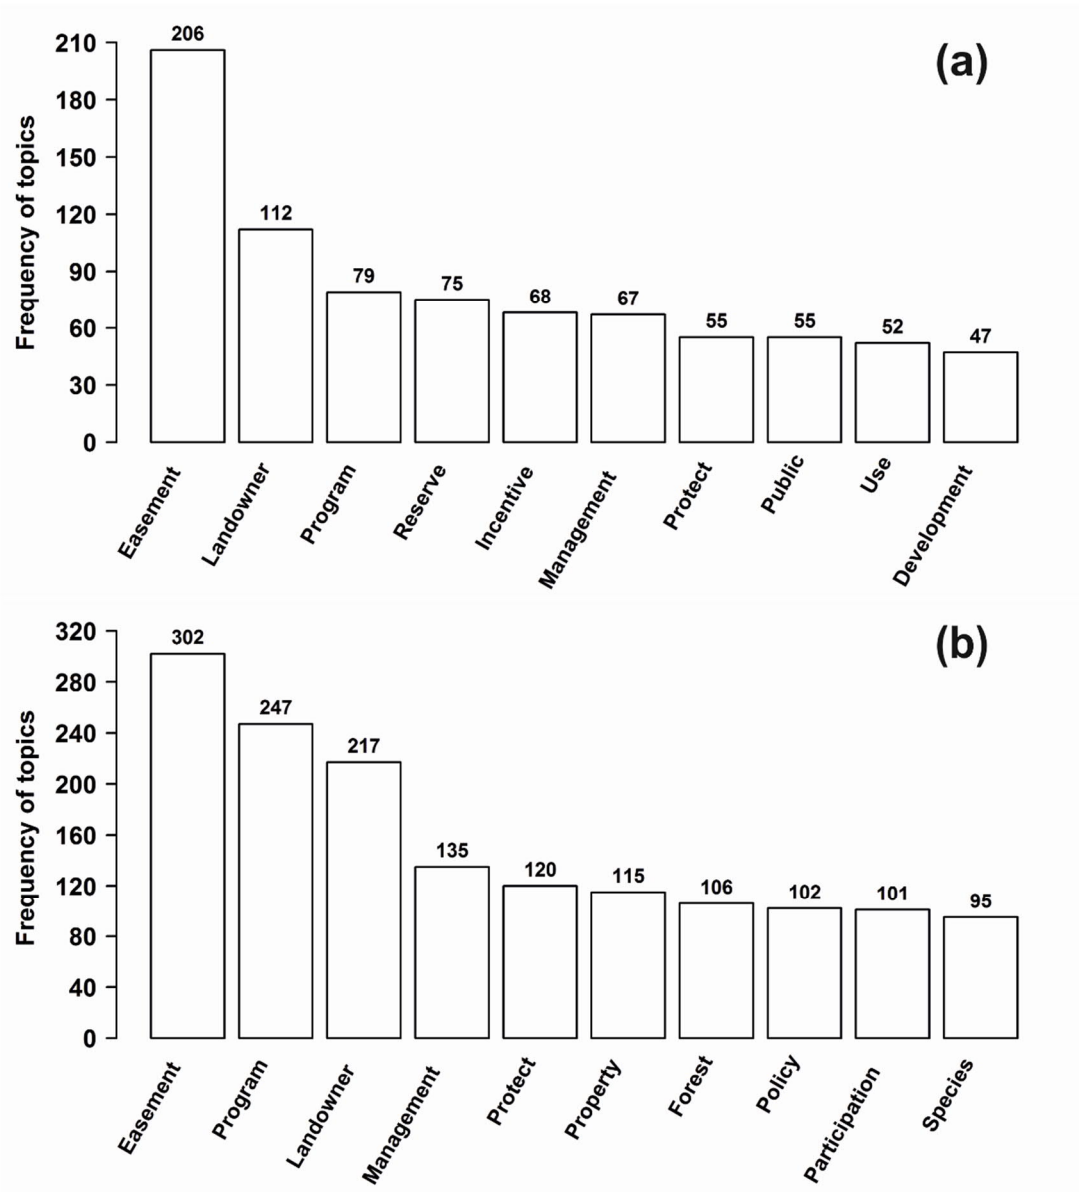 (a)
Frequency of topics
210
180
150
120
90
60
30
0
206
112
79
75
68
67
55
55
52
47
Easement
Landowner
Program
Reserve
Incentive
Management
Protect
Public
Use
Development
(b)
Frequency of topics
320
280
240
200
160
120
80
40
0
302
247
217
135
120
115
106
102
101
95
Easement
Program
Landowner
Management
Protect
Property
Forest
Policy
Participation
Species